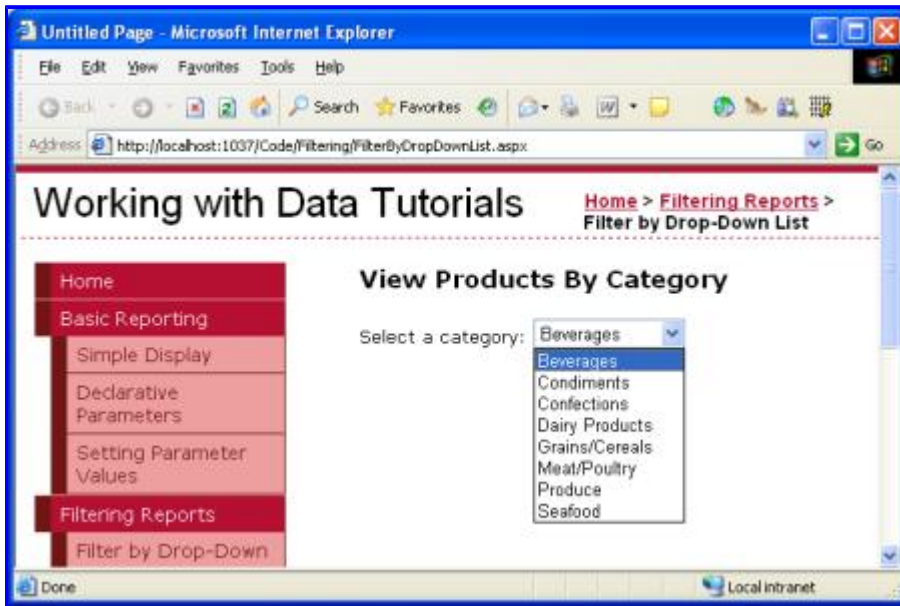 Untitled Page - Microsoft Internet Explorer
File Edit View Favorites Tools Help
Back Search Favorites
Address http://localhost:1037/Code/Filtering/FilterByDropDownList.aspx Go
Working with Data Tutorials
Home > Filtering Reports >
Filter by Drop-Down List
Home
Basic Reporting
Simple Display
Declarative
Parameters
Setting Parameter
Values
Filtering Reports
Filter by Drop-Down
View Products By Category
Select a category: Beverages
Beverages
Condiments
Confections
Dairy Products
Grains/Cereals
Meat/Poultry
Produce
Seafood
Done Local intranet